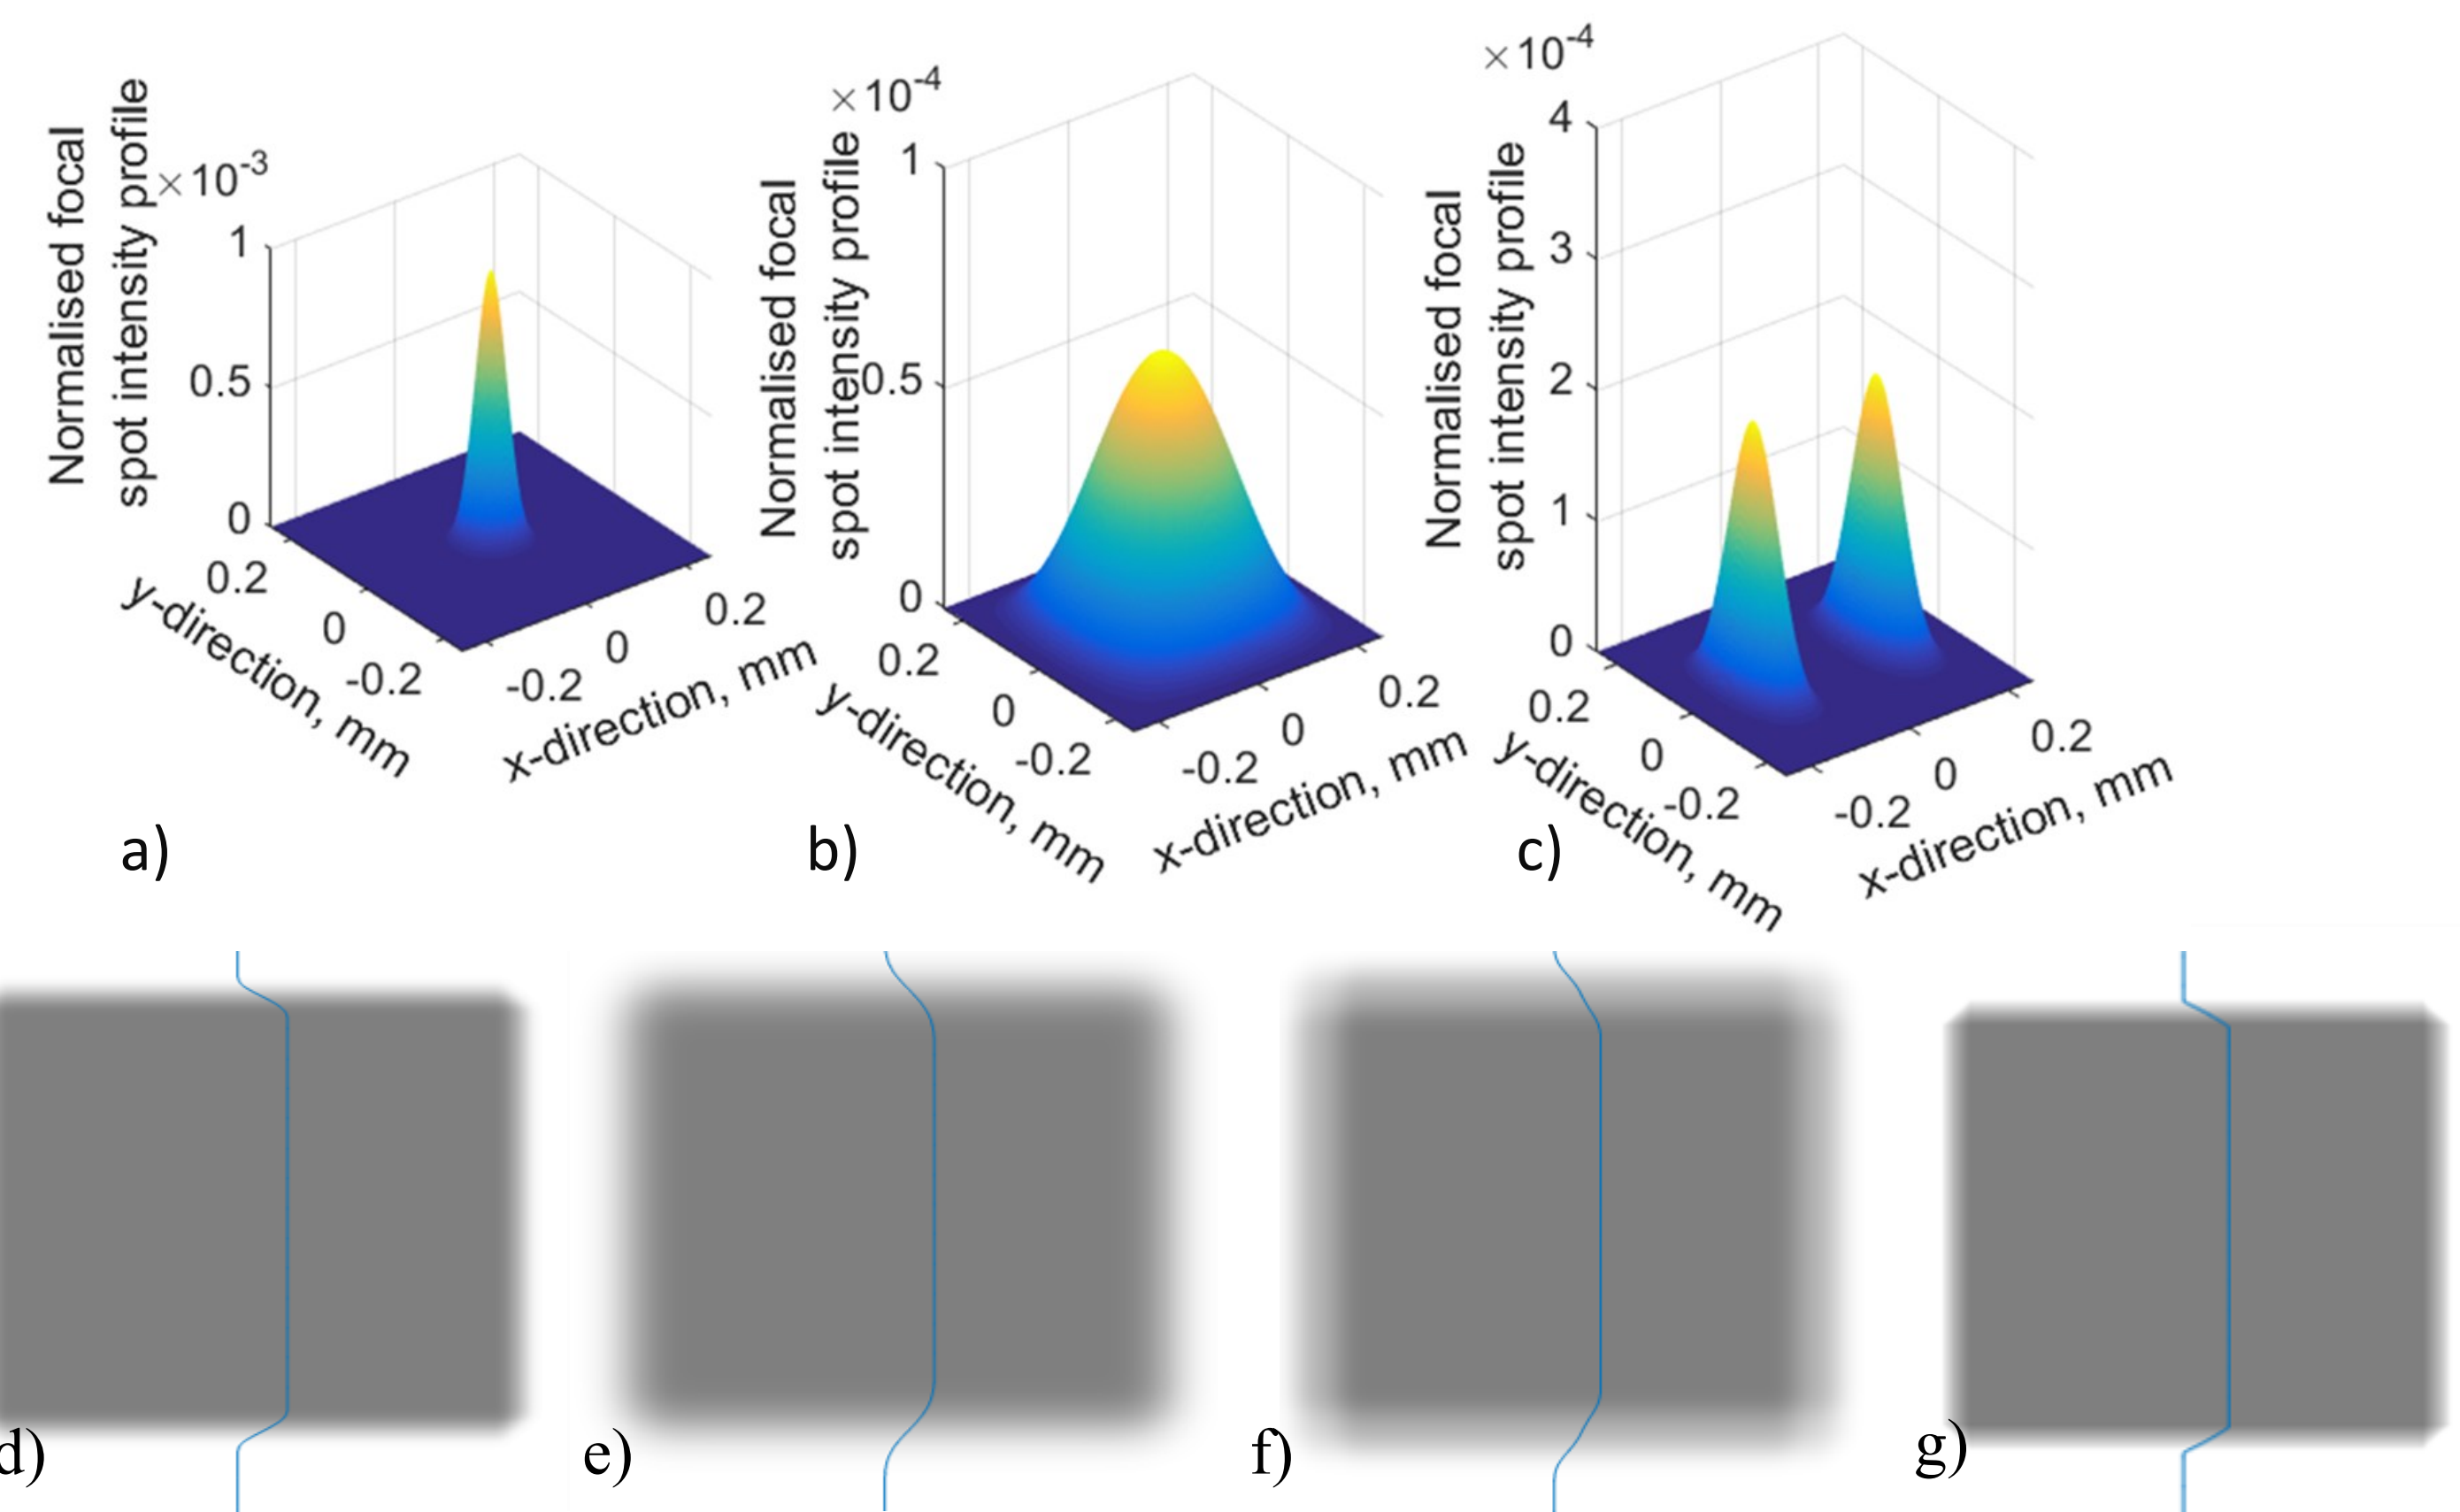 Normalised focal
spot intensity profile
×10-3
1
0.5
0
0.2
0
-0.2
y-direction, mm
-0.2
0
0.2
x-direction, mm
a)
Normalised focal
spot intensity profile
×10-4
1
0.5
0
0.2
0
-0.2
y-direction, mm
-0.2
0
0.2
x-direction, mm
b)
Normalised focal
spot intensity profile
×10-4
4
3
2
1
0
0.2
0
-0.2
y-direction, mm
-0.2
0
0.2
x-direction, mm
c)
d)
e)
f)
g)